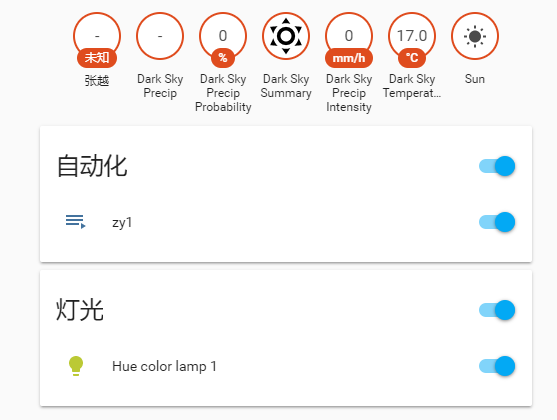 - - 0 0 17.0
未知 % mm/h °C
张越 Dark Sky Precip Dark Sky Precip Probability Dark Sky Summary Dark Sky Precip Intensity Dark Sky Temperat... Sun
自动化
zy1
灯光
Hue color lamp 1